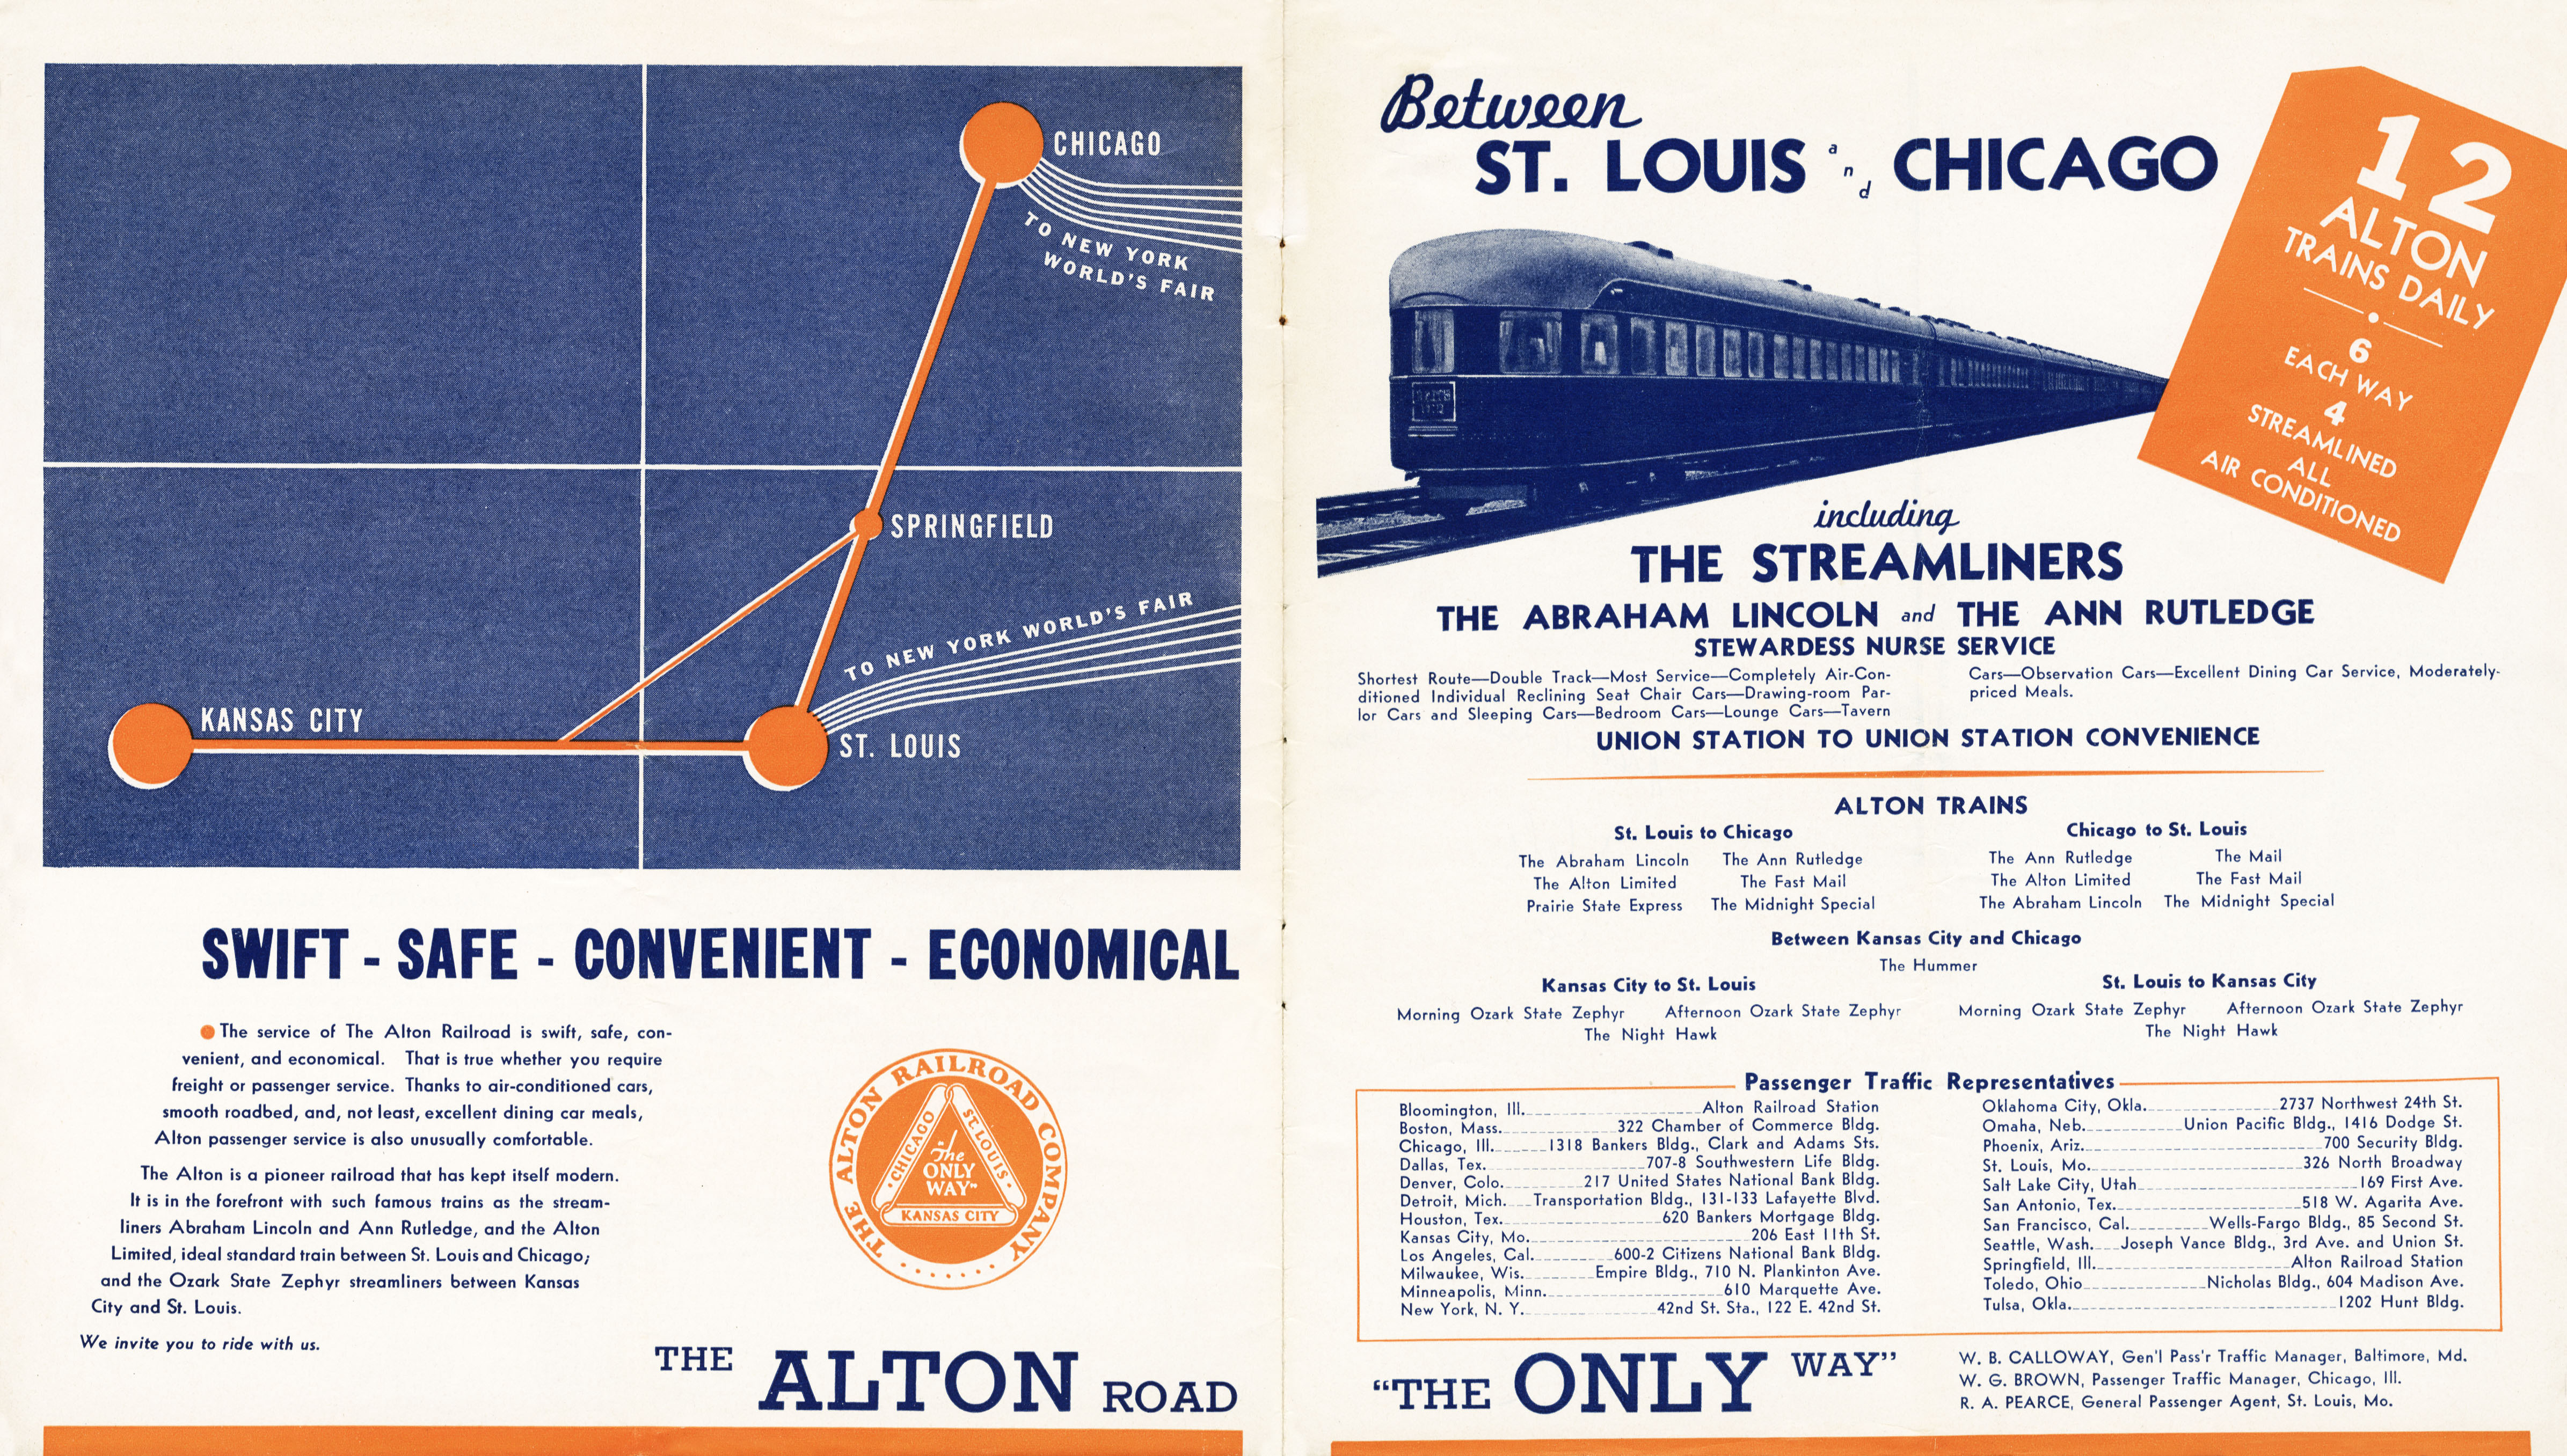 CHICAGO
TO NEW YORK
WORLD'S FAIR
SPRINGFIELD
TO NEW YORK WORLD'S FAIR
KANSAS CITY
ST. LOUIS
SWIFT - SAFE - CONVENIENT - ECONOMICAL
The service of The Alton Railroad is swift, safe, con-
venient, and economical. That is true whether you require
freight or passenger service. Thanks to air-conditioned cars,
smooth roadbed, and, not least, excellent dining car meals,
Alton passenger service is also unusually comfortable.
The Alton is a pioneer railroad that has kept itself modern.
It is in the forefront with such famous trains as the stream-
liners Abraham Lincoln and Ann Rutledge, and the Alton
Limited, ideal standard train between St. Louis and Chicago;
and the Ozark State Zephyr streamliners between Kansas
City and St. Louis.
We invite you to ride with us.
THE ALTON RAILROAD COMPANY
CHICAGO
ST. LOUIS
"The
ONLY
WAY"
KANSAS CITY
THE ALTON ROAD
Between
ST. LOUIS and CHICAGO
12
ALTON
TRAINS DAILY
6
EACH WAY
4
STREAMLINED
ALL
AIR CONDITIONED
including
THE STREAMLINERS
THE ABRAHAM LINCOLN and THE ANN RUTLEDGE
STEWARDESS NURSE SERVICE
Shortest Route—Double Track—Most Service—Completely Air-Con-
ditioned Individual Reclining Seat Chair Cars—Drawing-room Par-
lor Cars and Sleeping Cars—Bedroom Cars—Lounge Cars—Tavern
Cars—Observation Cars—Excellent Dining Car Service, Moderately-
priced Meals.
UNION STATION TO UNION STATION CONVENIENCE
ALTON TRAINS
St. Louis to Chicago
The Abraham Lincoln The Ann Rutledge
The Alton Limited The Fast Mail
Prairie State Express The Midnight Special
Chicago to St. Louis
The Ann Rutledge The Mail
The Alton Limited The Fast Mail
The Abraham Lincoln The Midnight Special
Between Kansas City and Chicago
The Hummer
Kansas City to St. Louis
Morning Ozark State Zephyr Afternoon Ozark State Zephyr
The Night Hawk
St. Louis to Kansas City
Morning Ozark State Zephyr Afternoon Ozark State Zephyr
The Night Hawk
Passenger Traffic Representatives
Bloomington, Ill. Alton Railroad Station
Boston, Mass. 322 Chamber of Commerce Bldg.
Chicago, Ill. 1318 Bankers Bldg., Clark and Adams Sts.
Dallas, Tex. 707-8 Southwestern Life Bldg.
Denver, Colo. 217 United States National Bank Bldg.
Detroit, Mich. Transportation Bldg., 131-133 Lafayette Blvd.
Houston, Tex. 620 Bankers Mortgage Bldg.
Kansas City, Mo. 206 East 11th St.
Los Angeles, Cal. 600-2 Citizens National Bank Bldg.
Milwaukee, Wis. Empire Bldg., 710 N. Plankinton Ave.
Minneapolis, Minn. 610 Marquette Ave.
New York, N. Y. 42nd St. Sta., 122 E. 42nd St.
Oklahoma City, Okla. 2737 Northwest 24th St.
Omaha, Neb. Union Pacific Bldg., 1416 Dodge St.
Phoenix, Ariz. 700 Security Bldg.
St. Louis, Mo. 326 North Broadway
Salt Lake City, Utah 169 First Ave.
San Antonio, Tex. 518 W. Agarita Ave.
San Francisco, Cal. Wells-Fargo Bldg., 85 Second St.
Seattle, Wash. Joseph Vance Bldg., 3rd Ave. and Union St.
Springfield, Ill. Alton Railroad Station
Toledo, Ohio Nicholas Bldg., 604 Madison Ave.
Tulsa, Okla. 1202 Hunt Bldg.
"THE ONLY WAY"
W. B. CALLOWAY, Gen'l Pass'r Traffic Manager, Baltimore, Md.
W. G. BROWN, Passenger Traffic Manager, Chicago, Ill.
R. A. PEARCE, General Passenger Agent, St. Louis, Mo.